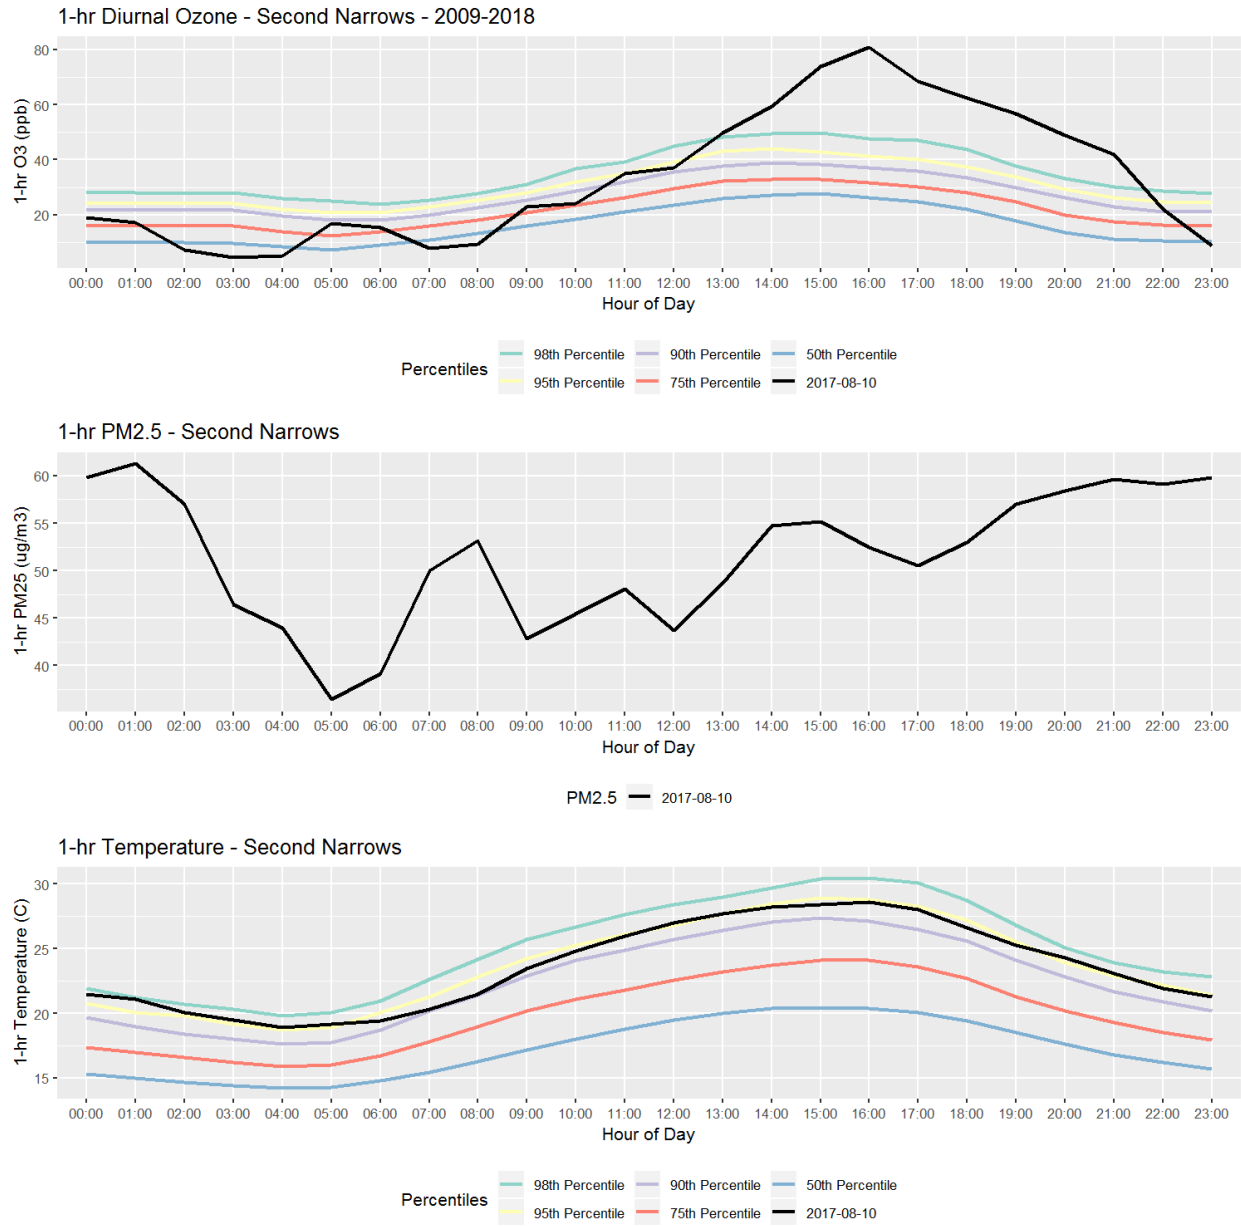 1-hr Diurnal Ozone - Second Narrows - 2009-2018
80
60
40
20
1-hr O3 (ppb)
00:00 01:00 02:00 03:00 04:00 05:00 06:00 07:00 08:00 09:00 10:00 11:00 12:00 13:00 14:00 15:00 16:00 17:00 18:00 19:00 20:00 21:00 22:00 23:00
Hour of Day
Percentiles
98th Percentile 90th Percentile 50th Percentile
95th Percentile 75th Percentile 2017-08-10
1-hr PM2.5 - Second Narrows
60
55
50
45
40
1-hr PM25 (ug/m3)
00:00 01:00 02:00 03:00 04:00 05:00 06:00 07:00 08:00 09:00 10:00 11:00 12:00 13:00 14:00 15:00 16:00 17:00 18:00 19:00 20:00 21:00 22:00 23:00
Hour of Day
PM2.5 2017-08-10
1-hr Temperature - Second Narrows
30
25
20
15
1-hr Temperature (C)
00:00 01:00 02:00 03:00 04:00 05:00 06:00 07:00 08:00 09:00 10:00 11:00 12:00 13:00 14:00 15:00 16:00 17:00 18:00 19:00 20:00 21:00 22:00 23:00
Hour of Day
Percentiles
98th Percentile 90th Percentile 50th Percentile
95th Percentile 75th Percentile 2017-08-10